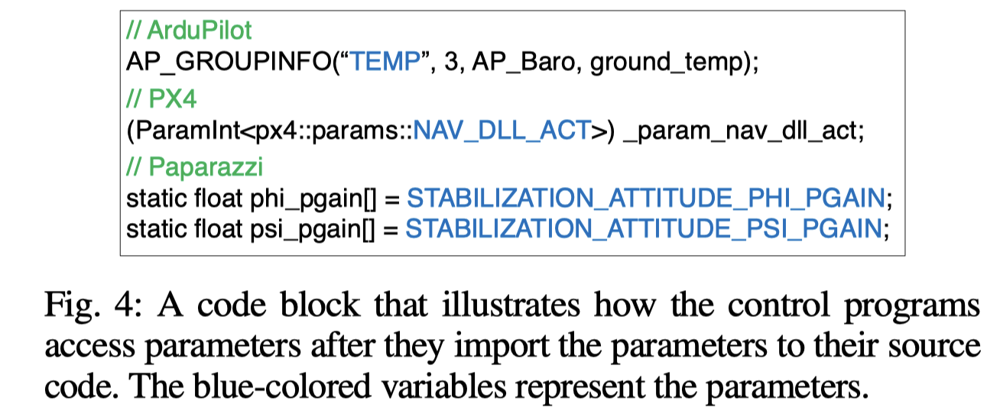 // ArduPilot
AP_GROUPINFO(“TEMP”, 3, AP_Baro, ground_temp);
// PX4
(ParamInt<px4::params::NAV_DLL_ACT>) _param_nav_dll_act;
// Paparazzi
static float phi_pgain[] = STABILIZATION_ATTITUDE_PHI_PGAIN;
static float psi_pgain[] = STABILIZATION_ATTITUDE_PSI_PGAIN;
Fig. 4: A code block that illustrates how the control programs
access parameters after they import the parameters to their source
code. The blue-colored variables represent the parameters.